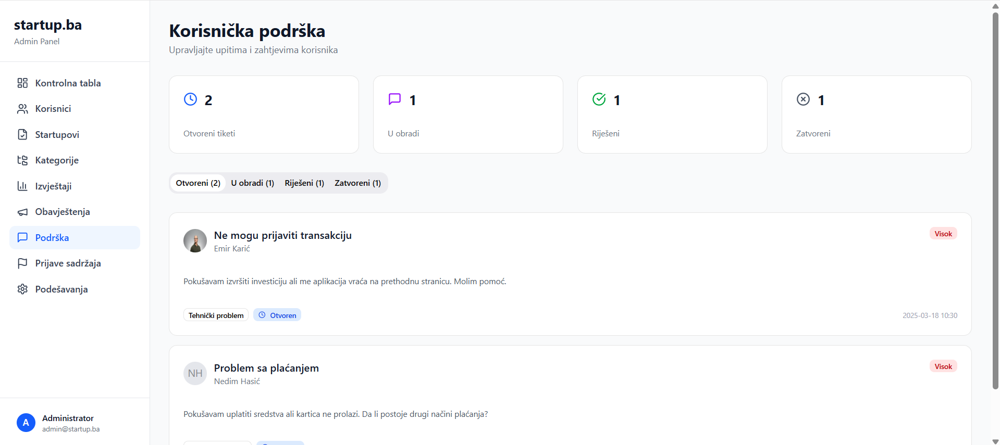 startup.ba
Admin Panel
Kontrolna tabla
Korisnici
Startupovi
Kategorije
Izvještaji
Obavještenja
Podrška
Prijave sadržaja
Podešavanja
A
Administrator
admin@startup.ba
Korisnička podrška
Upravljajte upitima i zahtjevima korisnika
2
Otvoreni tiketi
1
U obradi
1
Riješeni
1
Zatvoreni
Otvoreni (2) U obradi (1) Riješeni (1) Zatvoreni (1)
Ne mogu prijaviti transakciju
Visok
Emir Karić
Pokušavam izvršiti investiciju ali me aplikacija vraća na prethodnu stranicu. Molim pomoć.
Tehnički problem Otvoren 2025-03-18 10:30
NH
Problem sa plaćanjem
Visok
Nedim Hasić
Pokušavam uplatiti sredstva ali kartica ne prolazi. Da li postoje drugi načini plaćanja?